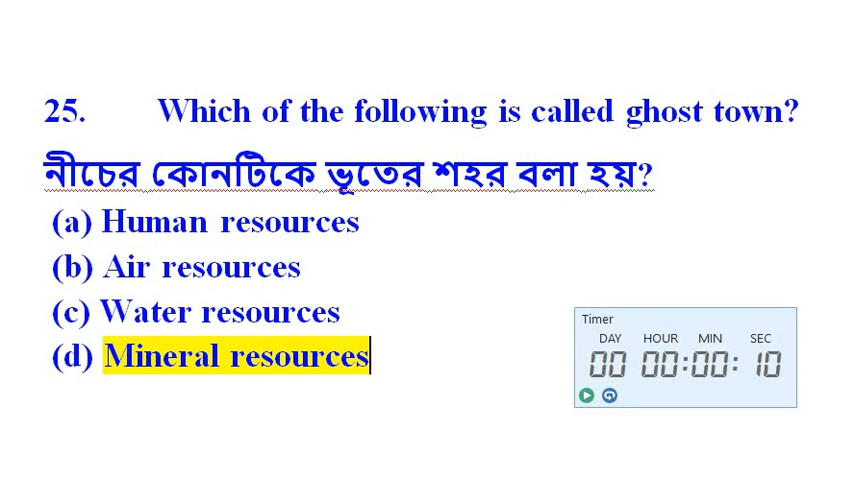 25. Which of the following is called ghost town?
নীচের কোনটিকে ভূতের শহর বলা হয়?
(a) Human resources
(b) Air resources
(c) Water resources
(d) Mineral resources
Timer
DAY HOUR MIN SEC
00 00:00: 10